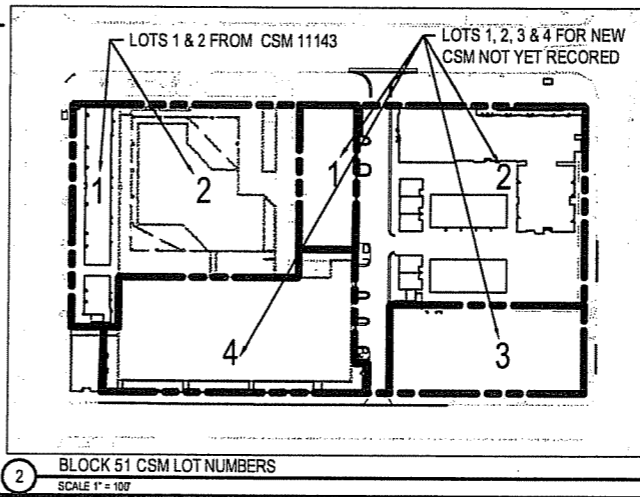 LOTS 1 & 2 FROM CSM 11143
LOTS 1, 2, 3 & 4 FOR NEW
CSM NOT YET RECORED
1
2
1
2
4
3
2
BLOCK 51 CSM LOT NUMBERS
SCALE 1" = 100'